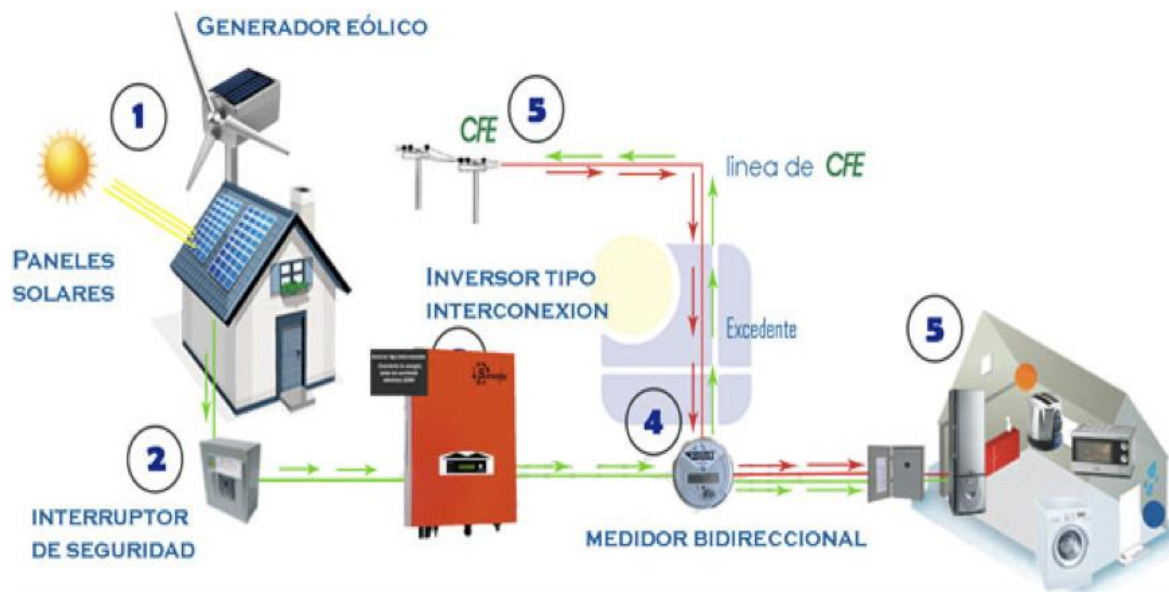 GENERADOR EÓLICO
1
5
CFE
linea de CFE
PANELES
SOLARES
INVERSOR TIPO
INTERCONEXION
Excedente
5
4
2
INTERRUPTOR
DE SEGURIDAD
MEDIDOR BIDIRECCIONAL